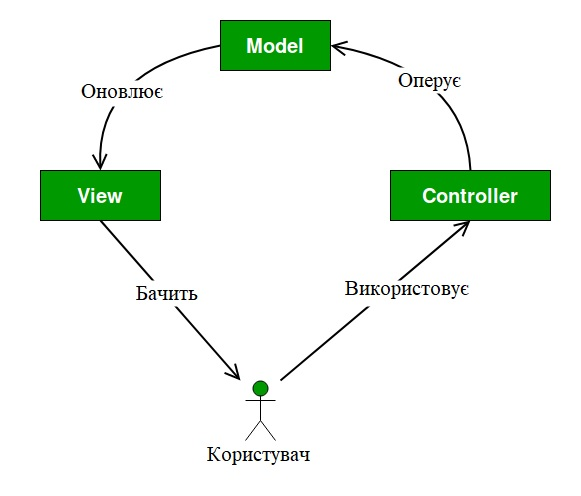 Model
Оновлює
Оперує
View
Controller
Бачить
Використовує
Користувач